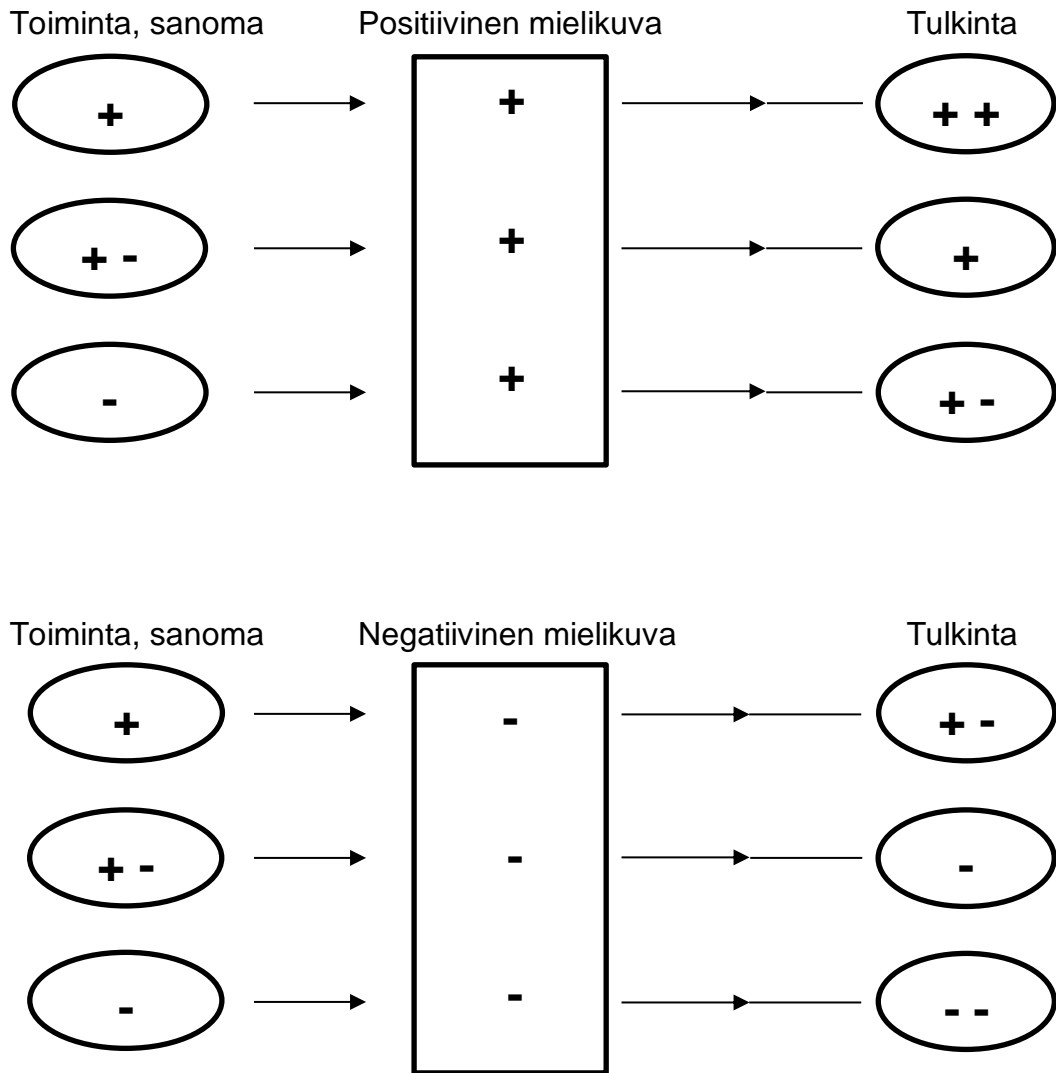 Toiminta, sanoma Positiivinen mielikuva Tulkinta
+ + + +
+ - + +
- + + -
Toiminta, sanoma Negatiivinen mielikuva Tulkinta
+ - + -
+ - - -
- - - -